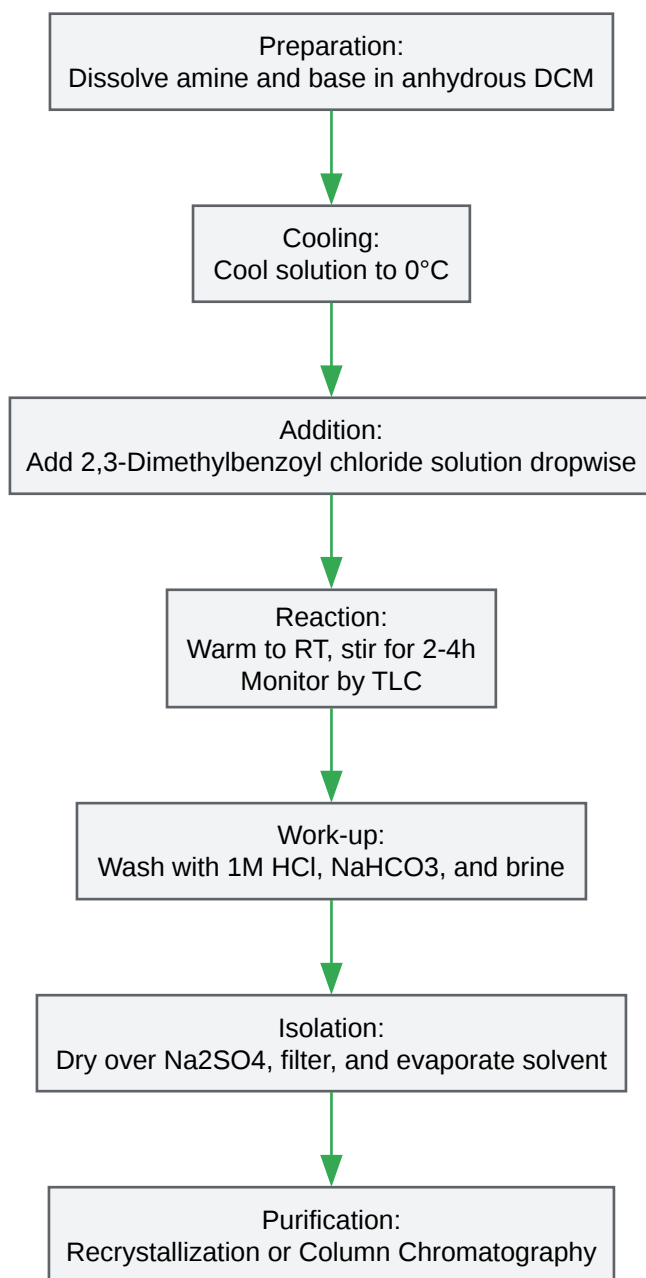 Preparation:
Dissolve amine and base in anhydrous DCM
Cooling:
Cool solution to 0°C
Addition:
Add 2,3-Dimethylbenzoyl chloride solution dropwise
Reaction:
Warm to RT, stir for 2-4h
Monitor by TLC
Work-up:
Wash with 1M HCl, NaHCO3, and brine
Isolation:
Dry over Na2SO4, filter, and evaporate solvent
Purification:
Recrystallization or Column Chromatography